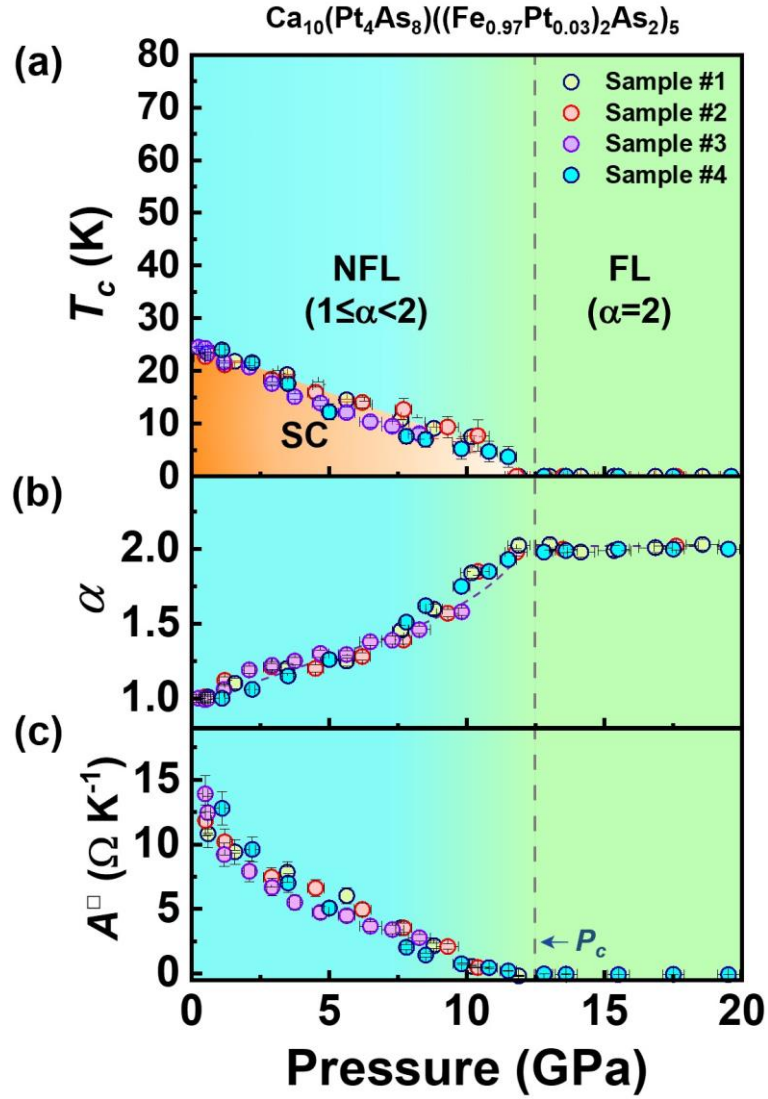 Ca10(Pt4As8)((Fe0.97Pt0.03)2As2)5
(a)
80
70
60
50
40
30
20
10
0
Tc (K)
Sample #1
Sample #2
Sample #3
Sample #4
NFL
(1≤α<2)
FL
(α=2)
SC
(b)
2.0
1.5
1.0
α
(c)
15
10
5
0
A□ (Ω K-1)
← Pc
0 5 10 15 20
Pressure (GPa)